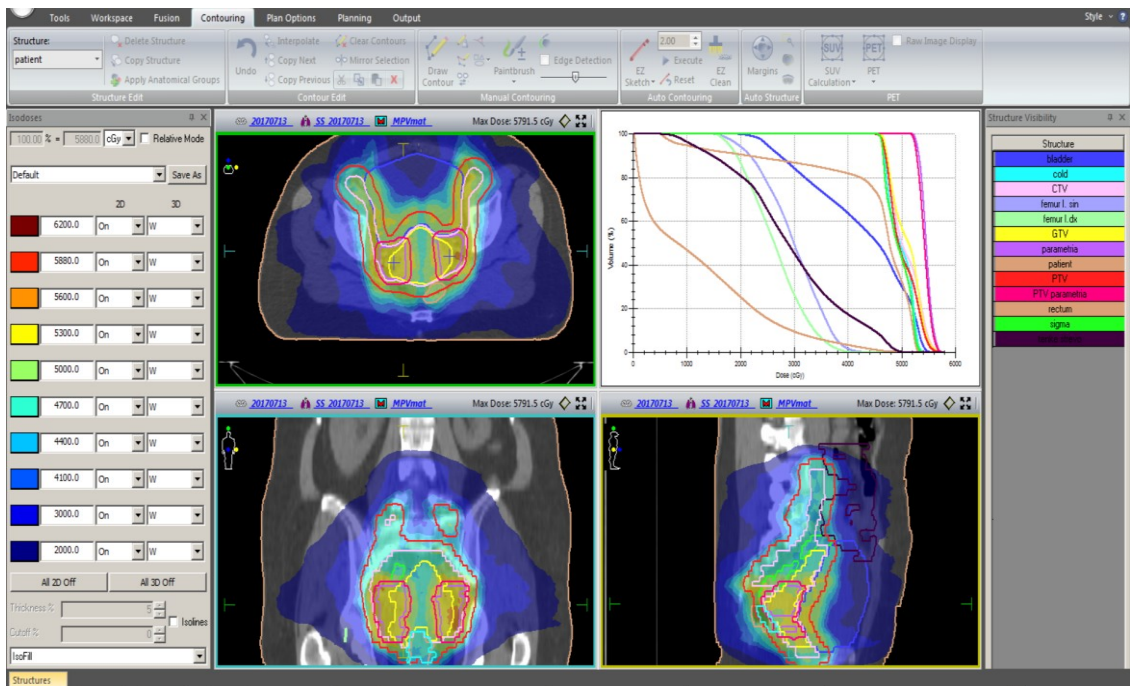 Tools Workspace Fusion Contouring Plan Options Planning Output Style
Structure:
patient
Delete Structure
Copy Structure
Apply Anatomical Groups
Structure Edit
Undo
Interpolate
Copy Next
Copy Previous
Clear Contours
Mirror Selection
Contour Edit
Draw Contour
Paintbrush
Edge Detection
Manual Contouring
EZ Sketch
2.00
Execute
Reset
EZ Clean
Auto Contouring
Margins
Auto Structure
SUV
SUV Calculation
PET
PET
Raw Image Display
PET
Isodoses
100.00 % = 5880.0 cGy Relative Mode
Default Save As
2D 3D
6200.0 On W
5880.0 On W
5600.0 On W
5300.0 On W
5000.0 On W
4700.0 On W
4400.0 On W
4100.0 On W
3000.0 On W
2000.0 On W
All 2D Off All 3D Off
Thickness % 5
Cutoff % 0
Isolines
IsoFill
Structures
20170713 SS 20170713 MPVmat Max Dose: 5791.5 cGy
100
80
60
40
20
0
Volume (%)
0 1000 2000 3000 4000 5000 6000
Dose (cGy)
20170713 SS 20170713 MPVmat Max Dose: 5791.5 cGy
20170713 SS 20170713 MPVmat Max Dose: 5791.5 cGy
Structure Visibility
Structure
bladder
cold
CTV
femur l. sin
femur l.dx
GTV
parametria
patient
PTV
PTV parametria
rectum
sigma